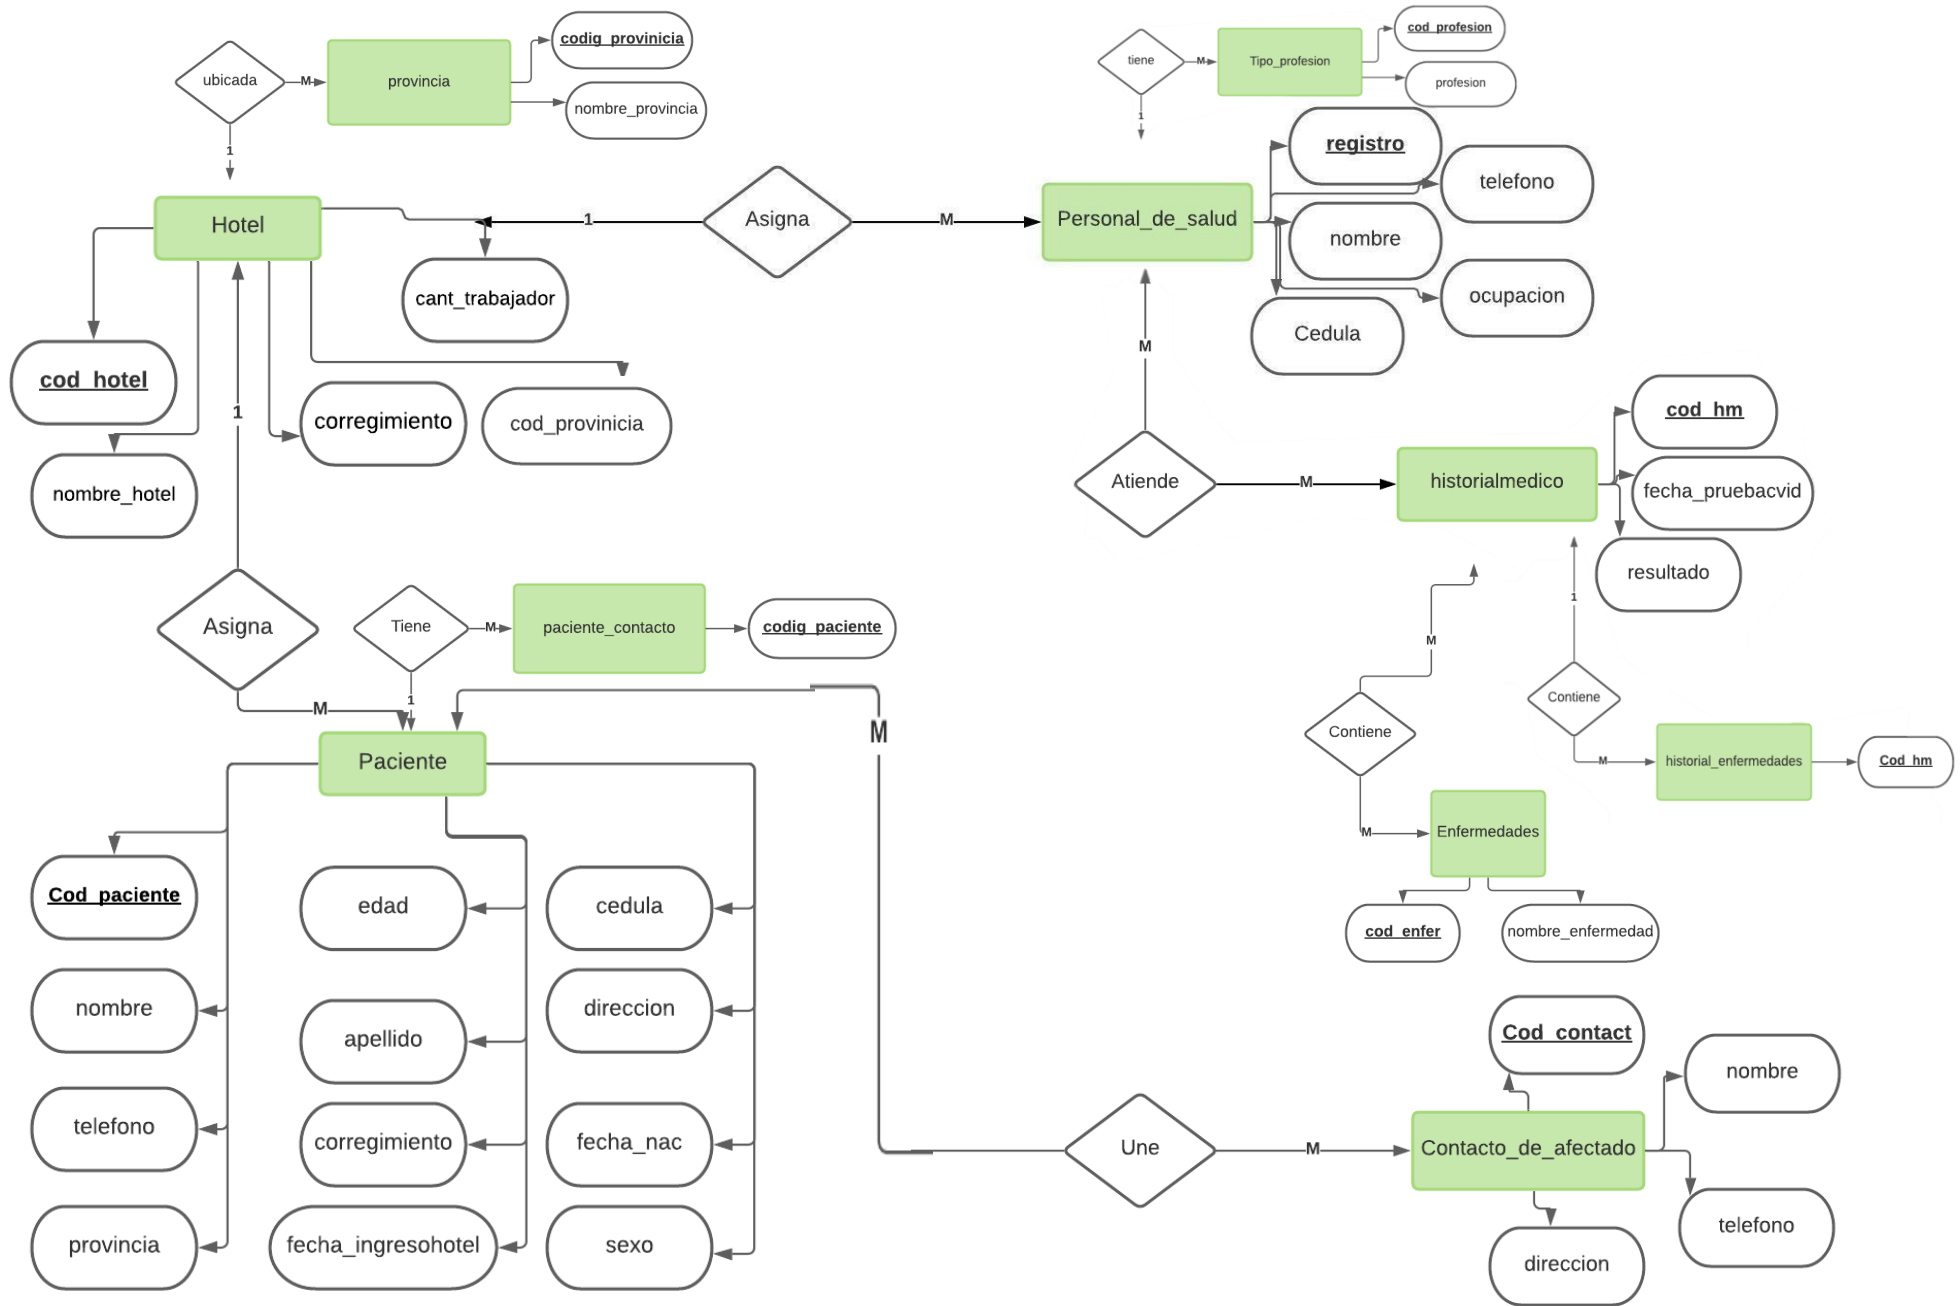 ubicada
M
provincia
codig_provinicia
nombre_provincia
1
tiene
M
Tipo_profesion
cod_profesion
profesion
1
Hotel
1
Asigna
M
Personal_de_salud
registro
telefono
nombre
ocupacion
Cedula
cant_trabajador
cod_hotel
corregimiento
cod_provinicia
nombre_hotel
1
M
Atiende
M
historialmedico
cod_hm
fecha_pruebacvid
resultado
Asigna
M
Tiene
M
paciente_contacto
codig_paciente
1
M
M
Contiene
M
1
Contiene
M
historial_enfermedades
Cod_hm
Enfermedades
cod_enfer
nombre_enfermedad
Paciente
Cod_paciente
edad
cedula
nombre
apellido
direccion
telefono
corregimiento
fecha_nac
provincia
fecha_ingresohotel
sexo
Une
M
Contacto_de_afectado
Cod_contact
nombre
telefono
direccion